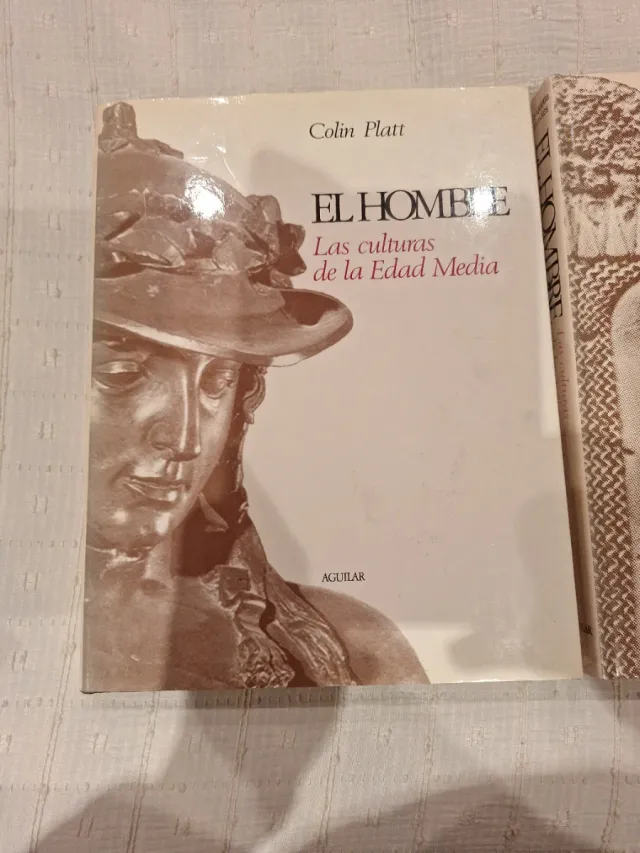 Colin Platt
EL HOMBRE
Las culturas
de la Edad Media
AGUILAR
EL HOMBRE